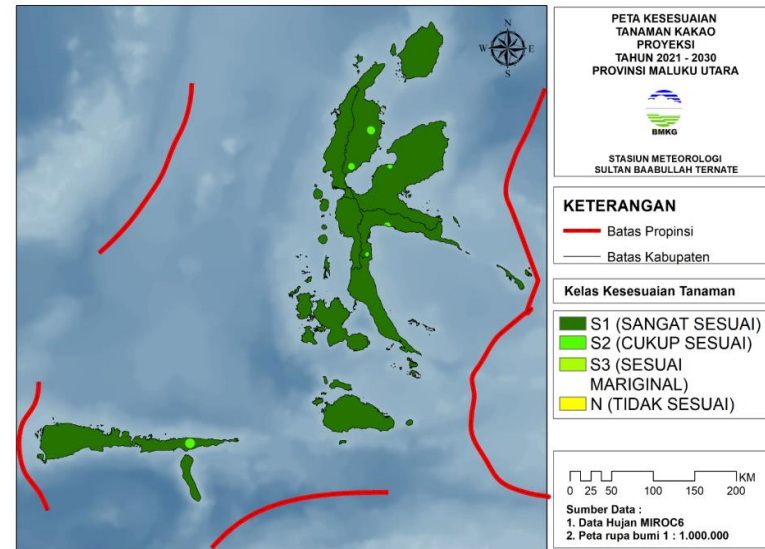 N
W
E
S
PETA KESESUAIAN
TANAMAN KAKAO
PROYEKSI
TAHUN 2021 - 2030
PROVINSI MALUKU UTARA
BMKG
STASIUN METEOROLOGI
SULTAN BAABULLAH TERNATE
KETERANGAN
Batas Propinsi
Batas Kabupaten
Kelas Kesesuaian Tanaman
S1 (SANGAT SESUAI)
S2 (CUKUP SESUAI)
S3 (SESUAI
MARIGINAL)
N (TIDAK SESUAI)
KM
0 25 50 100 150 200
Sumber Data :
1. Data Hujan MIROC6
2. Peta rupa bumi 1 : 1.000.000